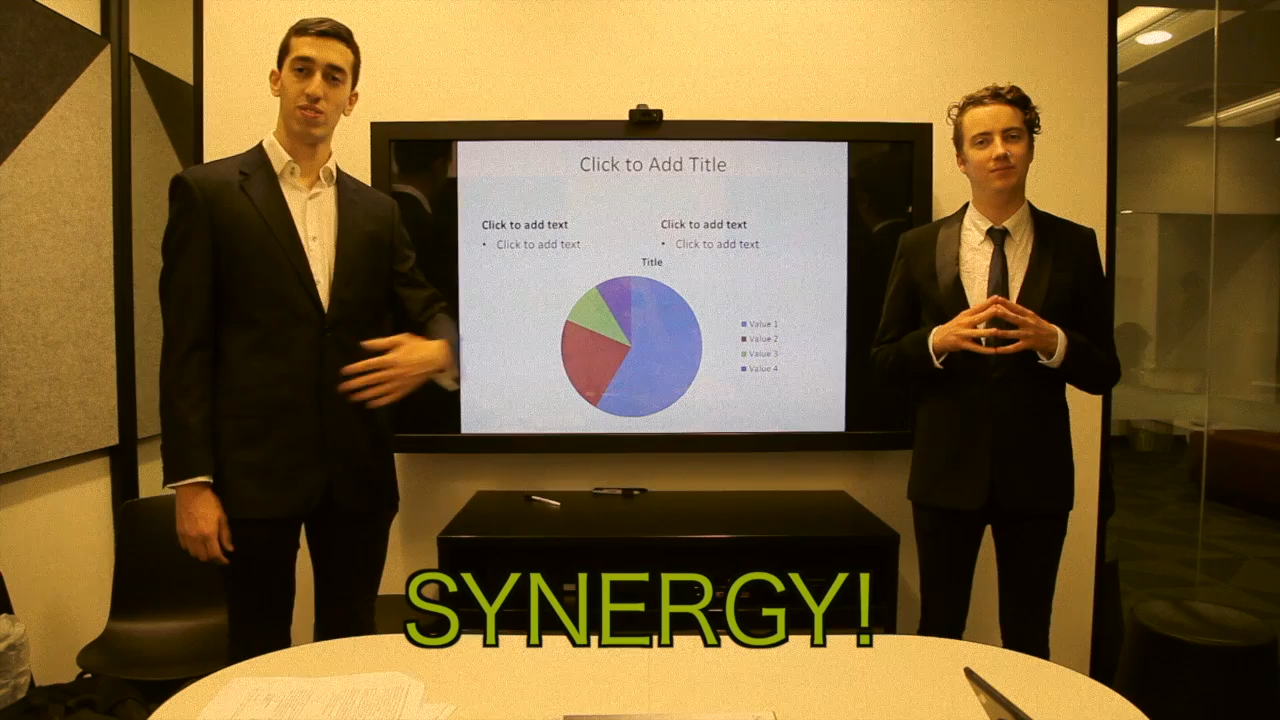 Click to Add Title
Click to add text
• Click to add text
Click to add text
• Click to add text
Title
Value 1
Value 2
Value 3
Value 4
SYNERGY!